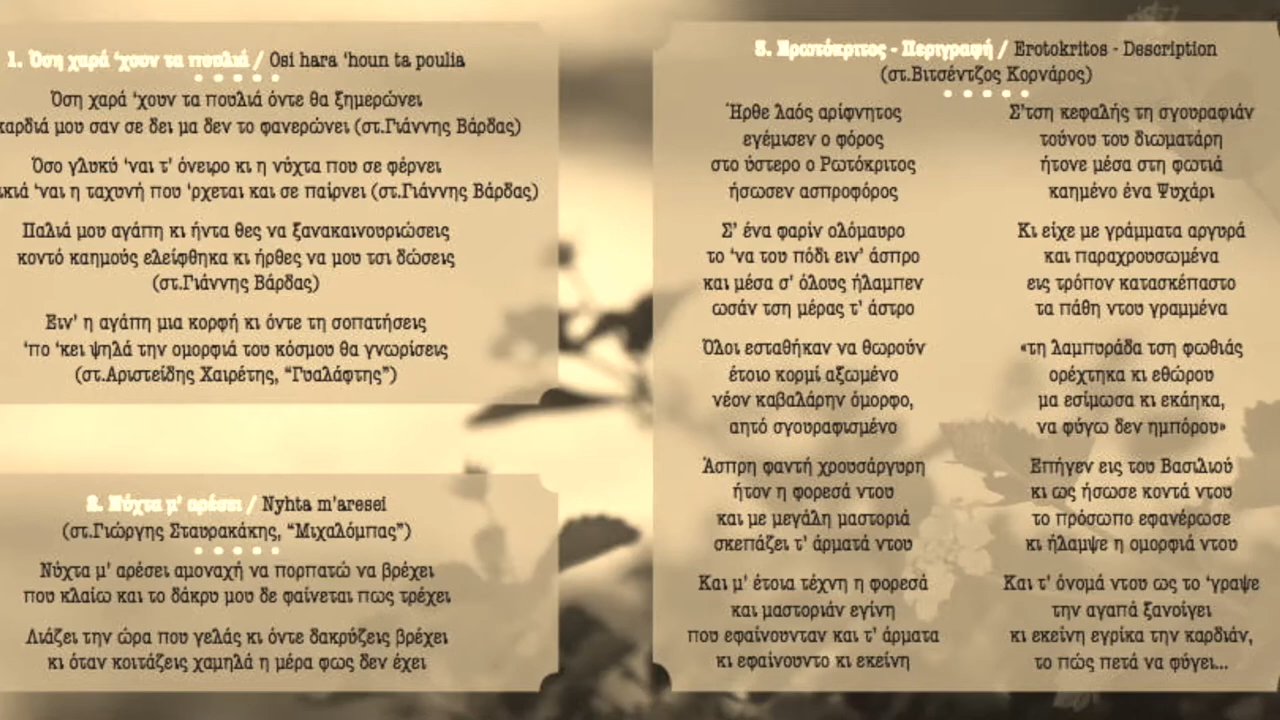 1. Όση χαρά ‘χουν τα πουλιά / Osi hara ‘houn ta poulia
Όση χαρά ‘χουν τα πουλιά όντε θα ξημερώνει
καρδιά μου σαν σε δει μα δεν το φανερώνει (στ.Γιάννης Βάρδας)
Όσο γλυκύ ‘ναι τ’ όνειρο κι η νύχτα που σε φέρνει
‘ναι η ταχυνή που ‘ρχεται και σε παίρνει (στ.Γιάννης Βάρδας)
Παλιά μου αγάπη κι ήντα θες να ξανακαινουριώσεις
κοντό καημούς ελείφθηκα κι ήρθες να μου τσι δώσεις
(στ.Γιάννης Βάρδας)
Ειν’ η αγάπη μια κορφή κι όντε τη σοπατήσεις
‘πο ‘κει ψηλά την ομορφιά του κόσμου θα γνωρίσεις
(στ.Αριστείδης Χαιρέτης, “Γυαλάφτης”)
2. Νύχτα μ’ αρέσει / Nyhta m’aresei
(στ.Γιώργης Σταυρακάκης, “Μιχαλόμπας”)
Νύχτα μ’ αρέσει αμοναχή να πορπατώ να βρέχει
που κλαίω και το δάκρυ μου δε φαίνεται πως τρέχει
Λιάζει την ώρα που γελάς κι όντε δακρύζεις βρέχει
κι όταν κοιτάζεις χαμηλά η μέρα φως δεν έχει
3. Ερωτόκριτος - Περιγραφή / Erotokritos - Description
(στ.Βιτσέντζος Κορνάρος)
Ήρθε λαός αρίφνητος
εγέμισεν ο φόρος
στο ύστερο ο Ρωτόκριτος
ήσωσεν ασπροφόρος
Σ’ ένα φαρίν ολόμαυρο
το ‘να του πόδι ειν’ άσπρο
και μέσα σ’ όλους ήλαμπεν
ωσάν τση μέρας τ’ άστρο
Όλοι εσταθήκαν να θωρούν
έτοιο κορμί αξωμένο
νέον καβαλάρην όμορφο,
αητό σγουραφισμένο
Άσπρη φαντή χρουσάργυρη
ήτον η φορεσά ντου
και με μεγάλη μαστοριά
σκεπάζει τ’ άρματά ντου
Και μ’ έτοια τέχνη η φορεσά
και μαστοριάν εγίνη
που εφαίνουνταν και τ’ άρματα
κι εφαίνουντο κι εκείνη
Σ’τση κεφαλής τη σγουραφιάν
τούνου του διωματάρη
ήτονε μέσα στη φωτιά
καημένο ένα Ψυχάρι
Κι είχε με γράμματα αργυρά
και παραχρουσωμένα
εις τρόπον κατασκέπαστο
τα πάθη ντου γραμμένα
«τη λαμπυράδα τση φωθιάς
ορέχτηκα κι εθώρου
μα εσίμωσα κι εκάηκα,
να φύγω δεν ημπόρου»
Επήγεν εις του Βασιλιού
κι ως ήσωσε κοντά ντου
το πρόσωπο εφανέρωσε
κι ήλαμψε η ομορφιά ντου
Και τ’ όνομά ντου ως το ‘γραψε
την αγαπά ξανοίγει
κι εκείνη εγρίκα την καρδιάν,
το πώς πετά να φύγει...